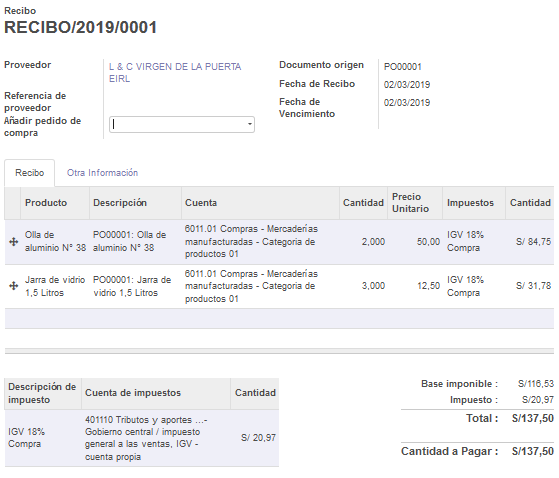 Recibo
RECIBO/2019/0001
Proveedor
L & C VIRGEN DE LA PUERTA
EIRL
Referencia de
proveedor
Añadir pedido de
compra
Documento origen PO00001
Fecha de Recibo 02/03/2019
Fecha de
Vencimiento
02/03/2019
Recibo Otra Información
Producto Descripción Cuenta Cantidad Precio Unitario Impuestos Cantidad
Olla de
aluminio N° 38
PO00001: Olla de
aluminio N° 38
6011.01 Compras - Mercaderías
manufacturadas - Categoria de
productos 01
2,000 50,00
IGV 18%
Compra
S/ 84,75
Jarra de vidrio
1,5 Litros
PO00001: Jarra de
vidrio 1,5 Litros
6011.01 Compras - Mercaderías
manufacturadas - Categoria de
productos 01
3,000 12,50
IGV 18%
Compra
S/ 31,78
Descripción de
impuesto
Cuenta de impuestos Cantidad
IGV 18%
Compra
401110 Tributos y aportes ...-
Gobierno central / impuesto
general a las ventas, IGV -
cuenta propia
S/ 20,97
Base imponible : S/116,53
Impuesto : S/20,97
Total : S/137,50
Cantidad a Pagar : S/137,50